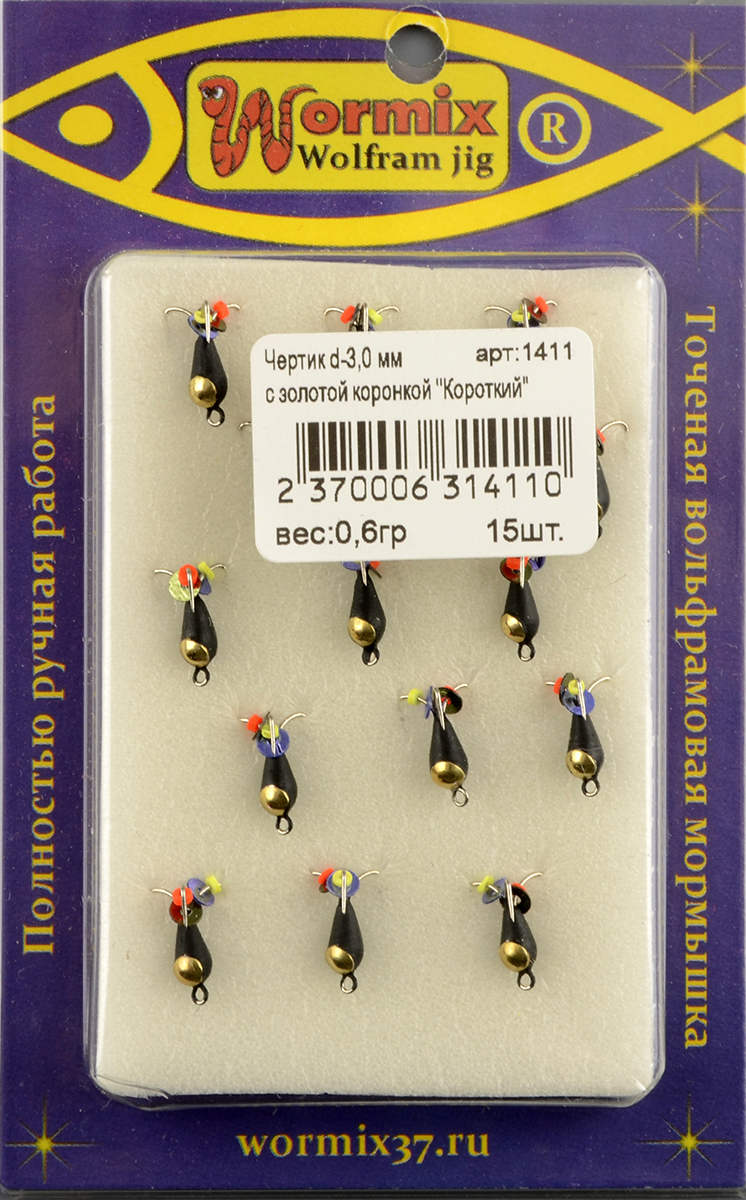 Wormix
Wolfram jig
®
Чертик d-3,0 мм арт:1411
с золотой коронкой "Короткий"
2 370006 314110
вес:0,6гр 15шт.
Полностью ручная работа
Точеная вольфрамовая мормышка
wormix37.ru